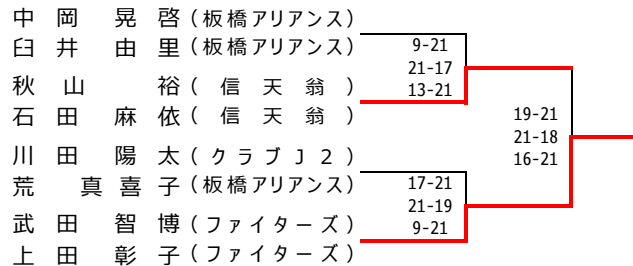 中岡 晃啓(板橋アリアンス)
臼井 由里(板橋アリアンス)
9-21
21-17
13-21
秋山 裕(信天翁)
石田 麻依(信天翁)
19-21
21-18
16-21
川田 陽太(クラブJ2)
荒 真喜子(板橋アリアンス)
17-21
21-19
9-21
武田 智博(ファイターズ)
上田 彰子(ファイターズ)